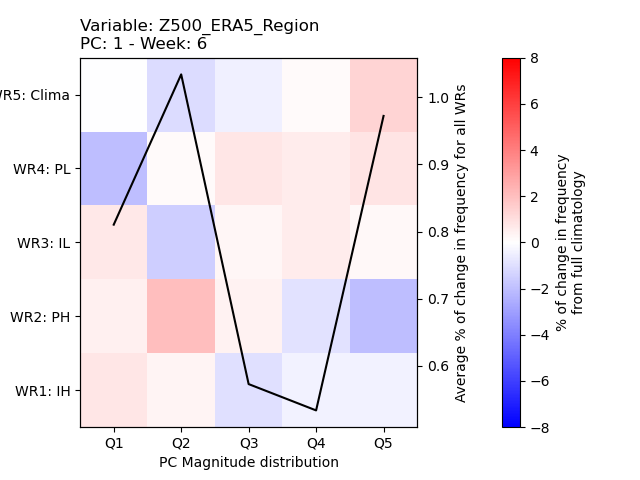 Variable: Z500_ERA5_Region
PC: 1 - Week: 6
WR5: Clima
WR4: PL
WR3: IL
WR2: PH
WR1: IH
Q1 Q2 Q3 Q4 Q5
PC Magnitude distribution
1.0
0.9
0.8
0.7
0.6
Average % of change in frequency for all WRs
8
6
4
2
0
−2
−4
−6
−8
% of change in frequency
from full climatology